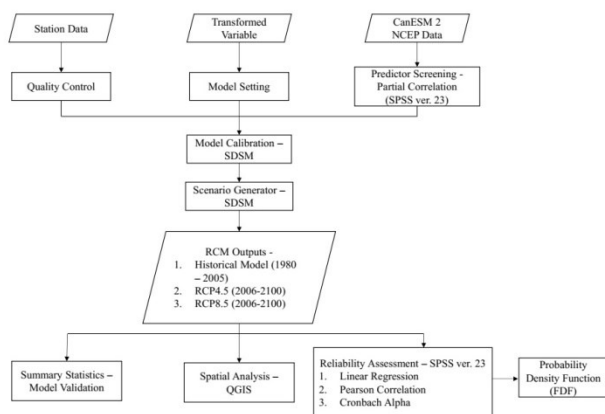 Station Data
Transformed
Variable
CanESM 2
NCEP Data
Quality Control
Model Setting
Predictor Screening -
Partial Correlation
(SPSS ver. 23)
Model Calibration –
SDSM
Scenario Generator –
SDSM
RCM Outputs -
1. Historical Model (1980
– 2005)
2. RCP4.5 (2006-2100)
3. RCP8.5 (2006-2100)
Summary Statistics –
Model Validation
Spatial Analysis –
QGIS
Reliability Assessment – SPSS ver. 23
1. Linear Regression
2. Pearson Correlation
3. Cronbach Alpha
Probability
Density Function
(FDF)